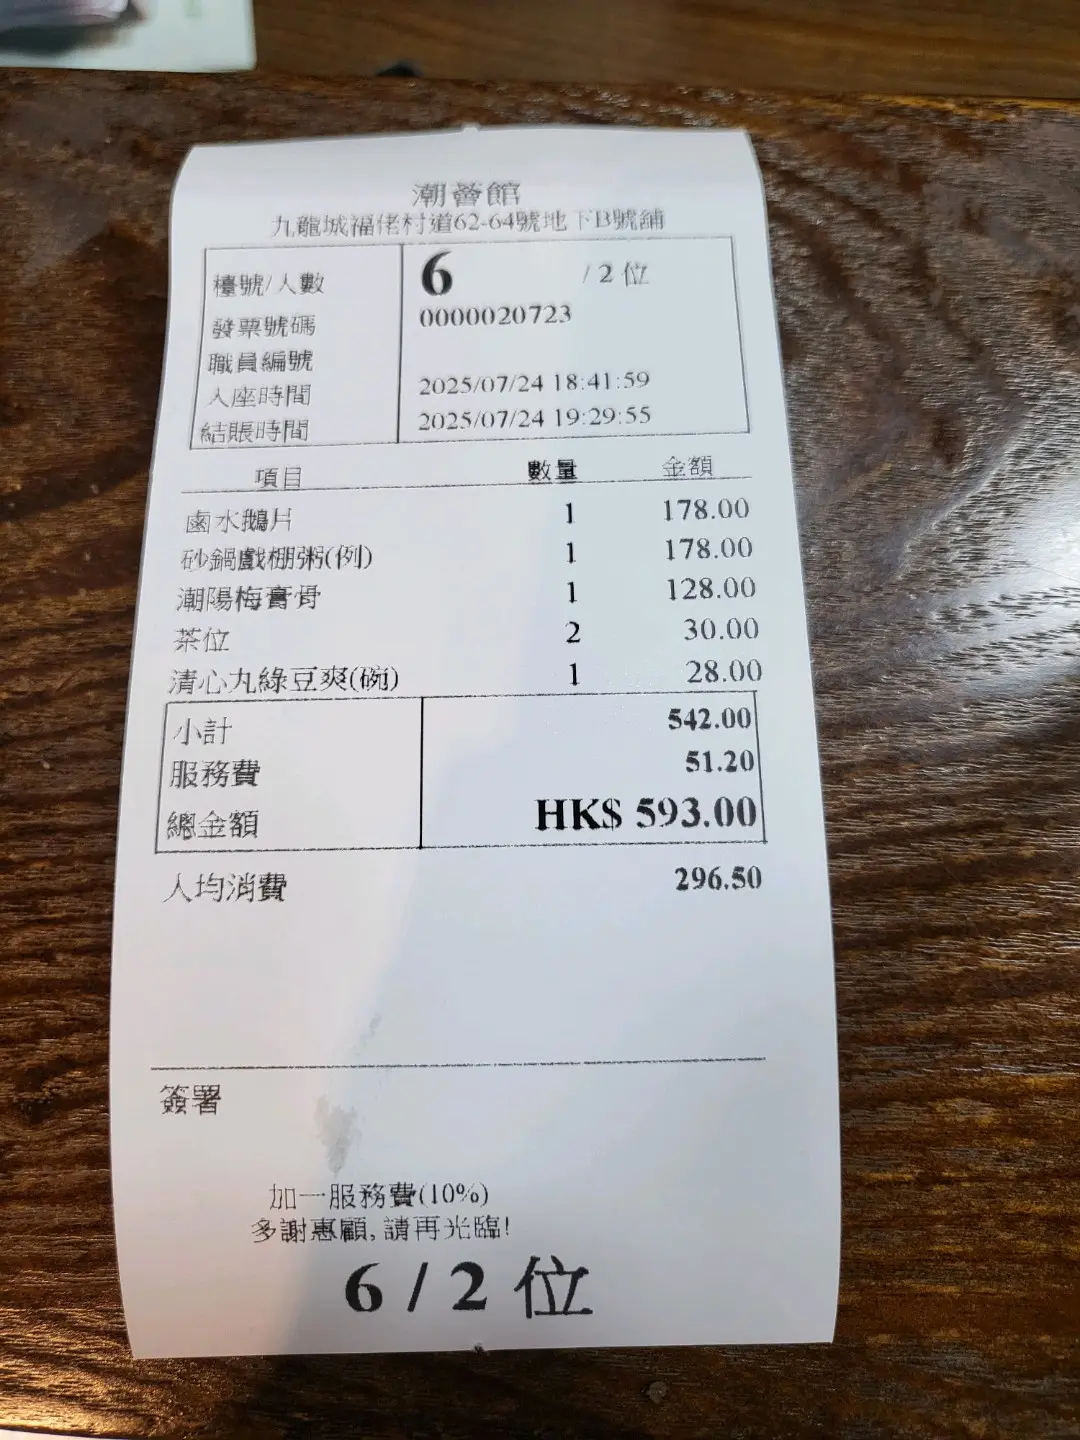 潮薈館
九龍城福佬村道62-64號地下B號舖
檯號/人數 6 / 2 位
發票號碼 0000020723
職員編號
入座時間 2025/07/24 18:41:59
結賬時間 2025/07/24 19:29:55
項目 數量 金額
鹵水鵝片 1 178.00
砂鍋戲棚粥(例) 1 178.00
潮陽梅膏骨 1 128.00
茶位 2 30.00
清心丸綠豆爽(碗) 1 28.00
小計 542.00
服務費 51.20
總金額 HK$ 593.00
人均消費 296.50
簽署
加一服務費(10%)
多謝惠顧, 請再光臨!
6 / 2 位